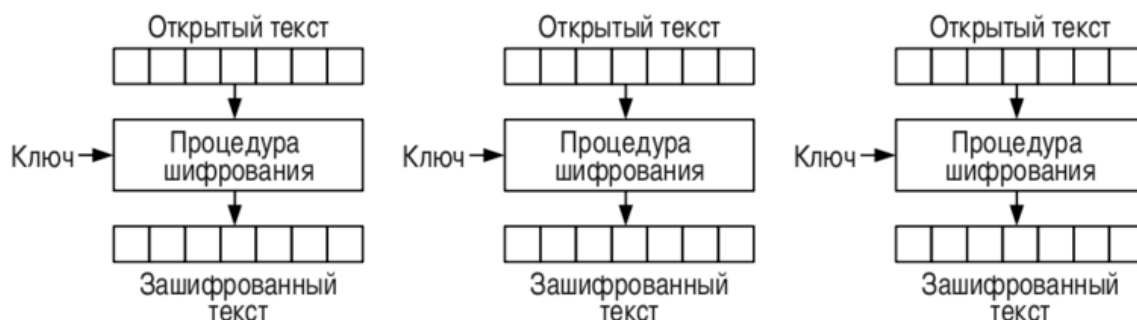 Открытый текст
Ключ
Процедура
шифрования
Зашифрованный
текст
Открытый текст
Ключ
Процедура
шифрования
Зашифрованный
текст
Открытый текст
Ключ
Процедура
шифрования
Зашифрованный
текст